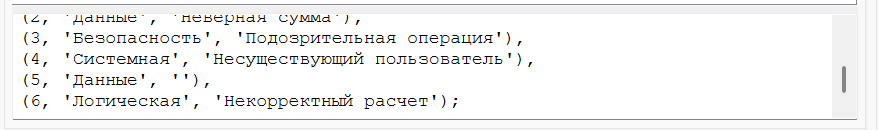 (2, 'Данные', 'Неверная сумма'),
(3, 'Безопасность', 'Подозрительная операция'),
(4, 'Системная', 'Несуществующий пользователь'),
(5, 'Данные', ''),
(6, 'Логическая', 'Некорректный расчет');